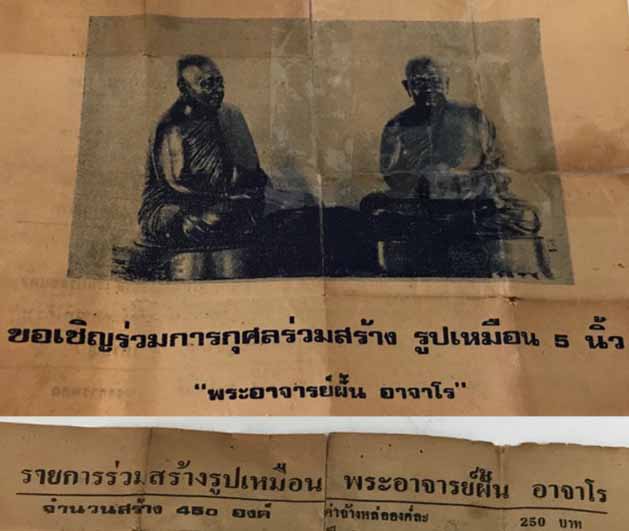 ขอเชิญร่วมการกุศลร่วมสร้าง รูปเหมือน 5 นิ้ว
"พระอาจารย์ฝั้น อาจาโร"
รายการร่วมสร้างรูปเหมือน พระอาจารย์ฝั้น อาจาโร
จำนวนสร้าง 450 องค์ ค่าจ้างหล่อองค์ละ 250 บาท